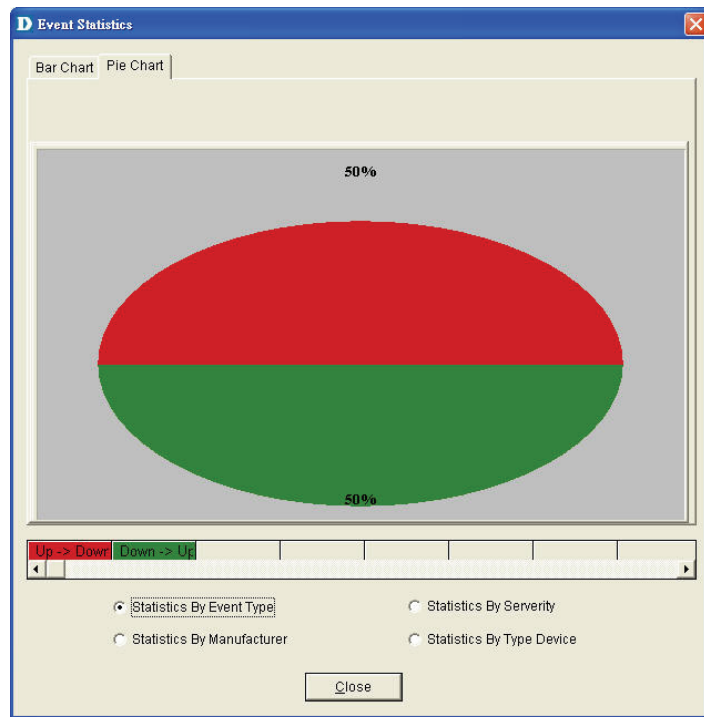 D Event Statistics
Bar Chart Pie Chart
50%
50%
Up -> Down Down -> Up
Statistics By Event Type Statistics By Serverity
Statistics By Manufacturer Statistics By Type Device
Close